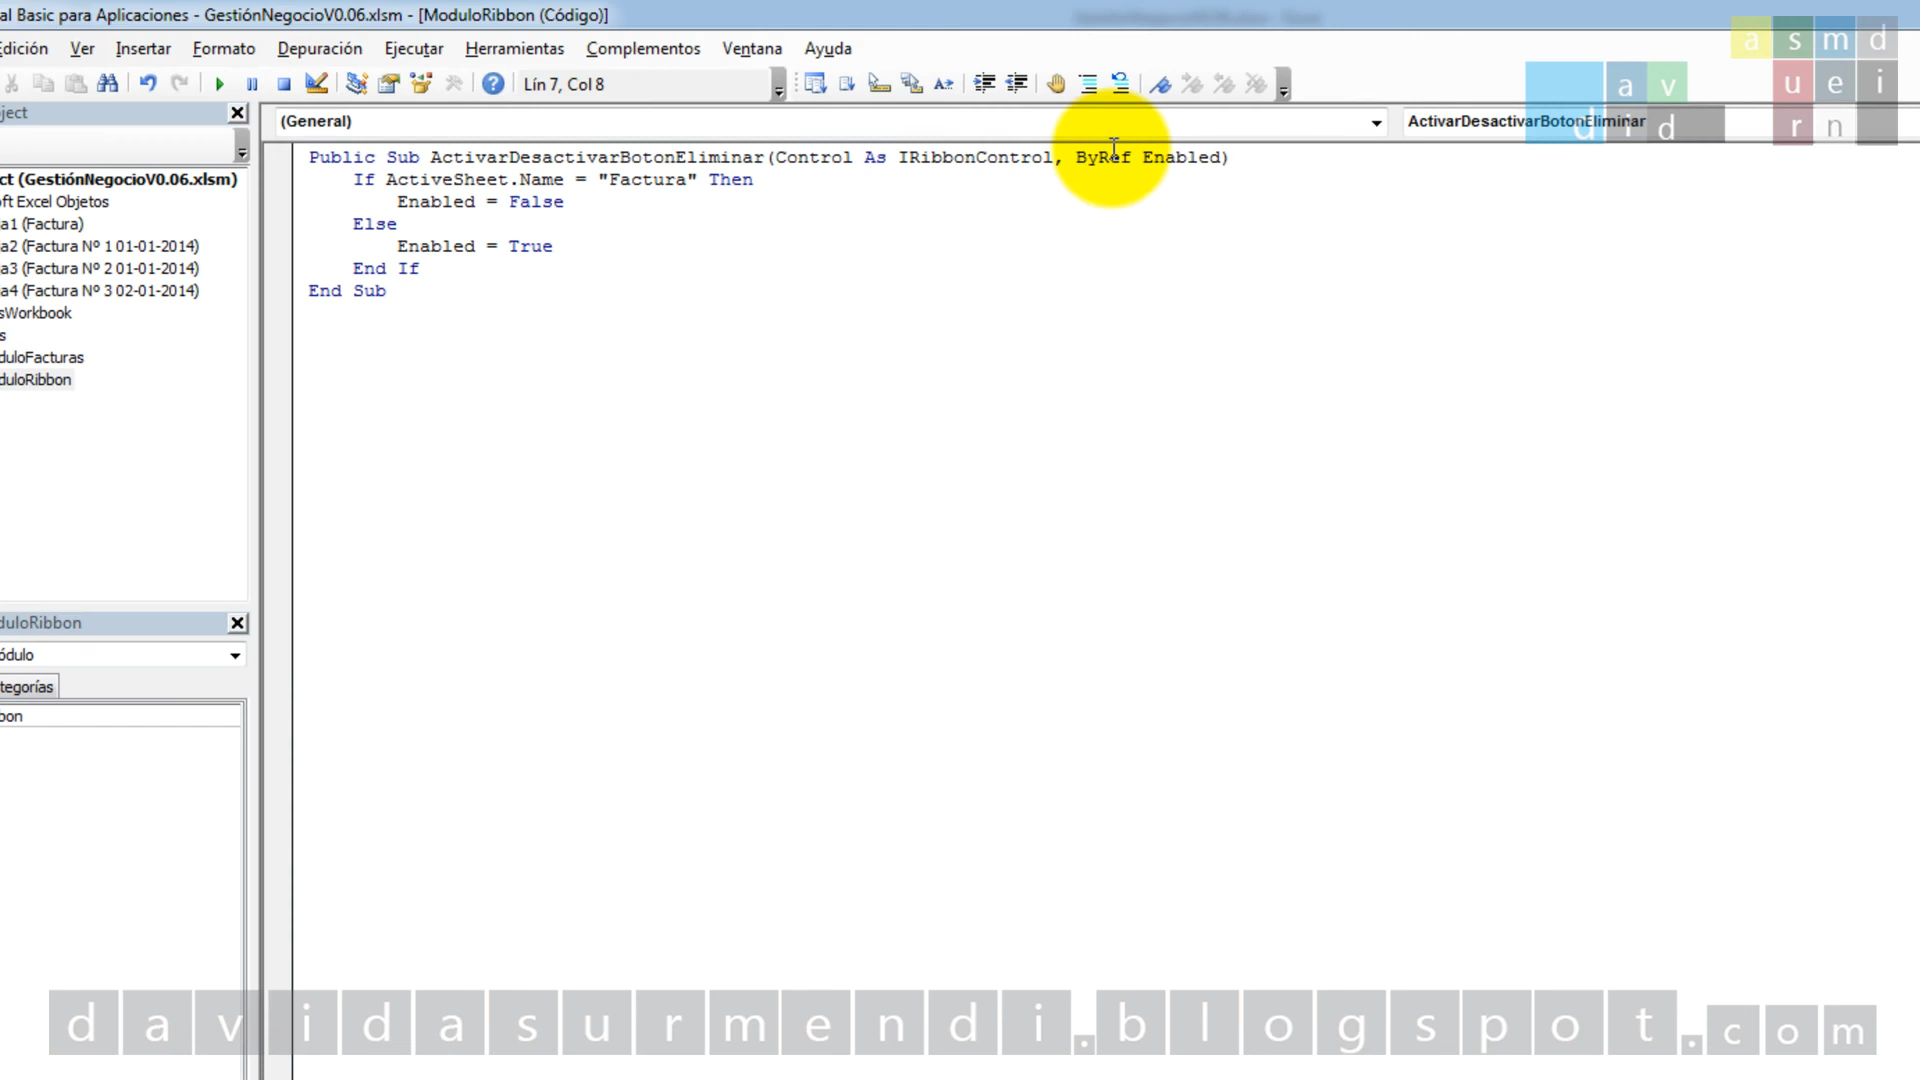 al Basic para Aplicaciones - GestiónNegocioV0.06.xlsm - [ModuloRibbon (Código)]
Edición Ver Insertar Formato Depuración Ejecutar Herramientas Complementos Ventana Ayuda
Lín 7, Col 8
ject
(General)
ActivarDesactivarBotonEliminar
ct (GestiónNegocioV0.06.xlsm)
ft Excel Objetos
ja1 (Factura)
ja2 (Factura Nº 1 01-01-2014)
ja3 (Factura Nº 2 01-01-2014)
ja4 (Factura Nº 3 02-01-2014)
sWorkbook
s
duloFacturas
duloRibbon
Public Sub ActivarDesactivarBotonEliminar(Control As IRibbonControl, ByRef Enabled)
If ActiveSheet.Name = "Factura" Then
Enabled = False
Else
Enabled = True
End If
End Sub
duloRibbon
ódulo
tegorías
bon
a s m d
a v u e i
d i d r n
davidasurmendi.blogspot.com